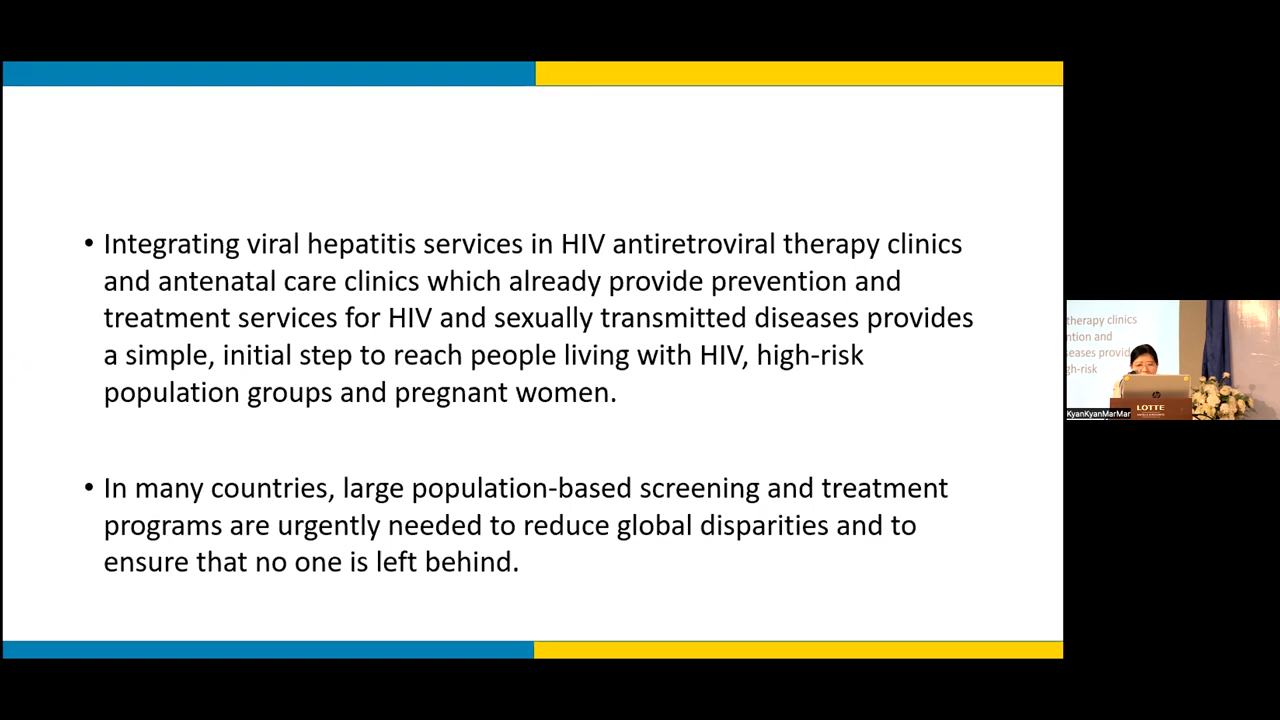 • Integrating viral hepatitis services in HIV antiretroviral therapy clinics
and antenatal care clinics which already provide prevention and
treatment services for HIV and sexually transmitted diseases provides
a simple, initial step to reach people living with HIV, high-risk
population groups and pregnant women.
• In many countries, large population-based screening and treatment
programs are urgently needed to reduce global disparities and to
ensure that no one is left behind.
therapy clinics
ntion and
seases provid
gh-risk
hp
LOTTE
KyanKyanMarMar